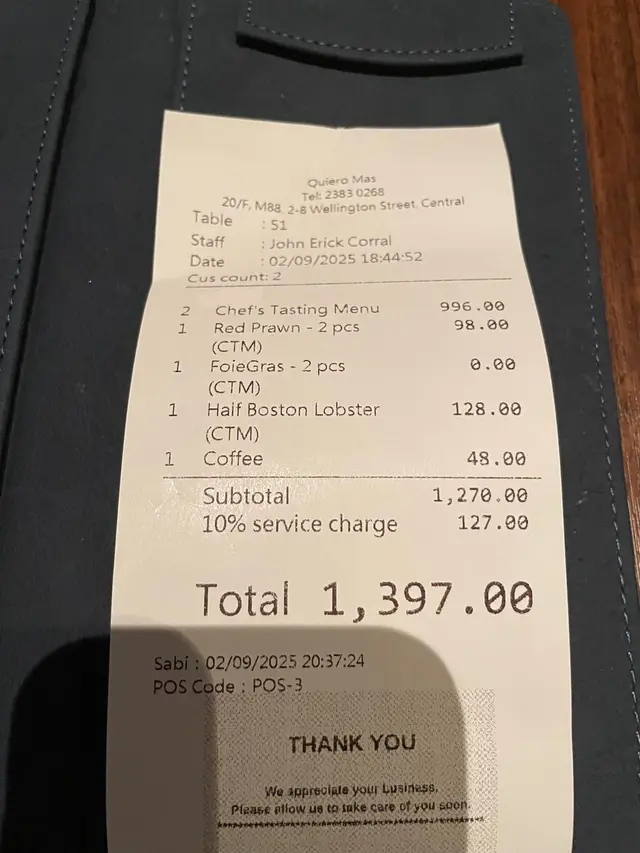 Quiero Mas
Tel: 2383 0268
20/F, M88, 2-8 Wellington Street, Central
Table : S1
Staff : John Erick Corral
Date : 02/09/2025 18:44:52
Cus count: 2
2 Chef's Tasting Menu 996.00
1 Red Prawn - 2 pcs 98.00
(CTM)
1 FoieGras - 2 pcs 0.00
(CTM)
1 Half Boston Lobster 128.00
(CTM)
1 Coffee 48.00
Subtotal 1,270.00
10% service charge 127.00
Total 1,397.00
Sabi : 02/09/2025 20:37:24
POS Code : POS-3
THANK YOU
We appreciate your business.
Please allow us to take care of you soon.
******************************************